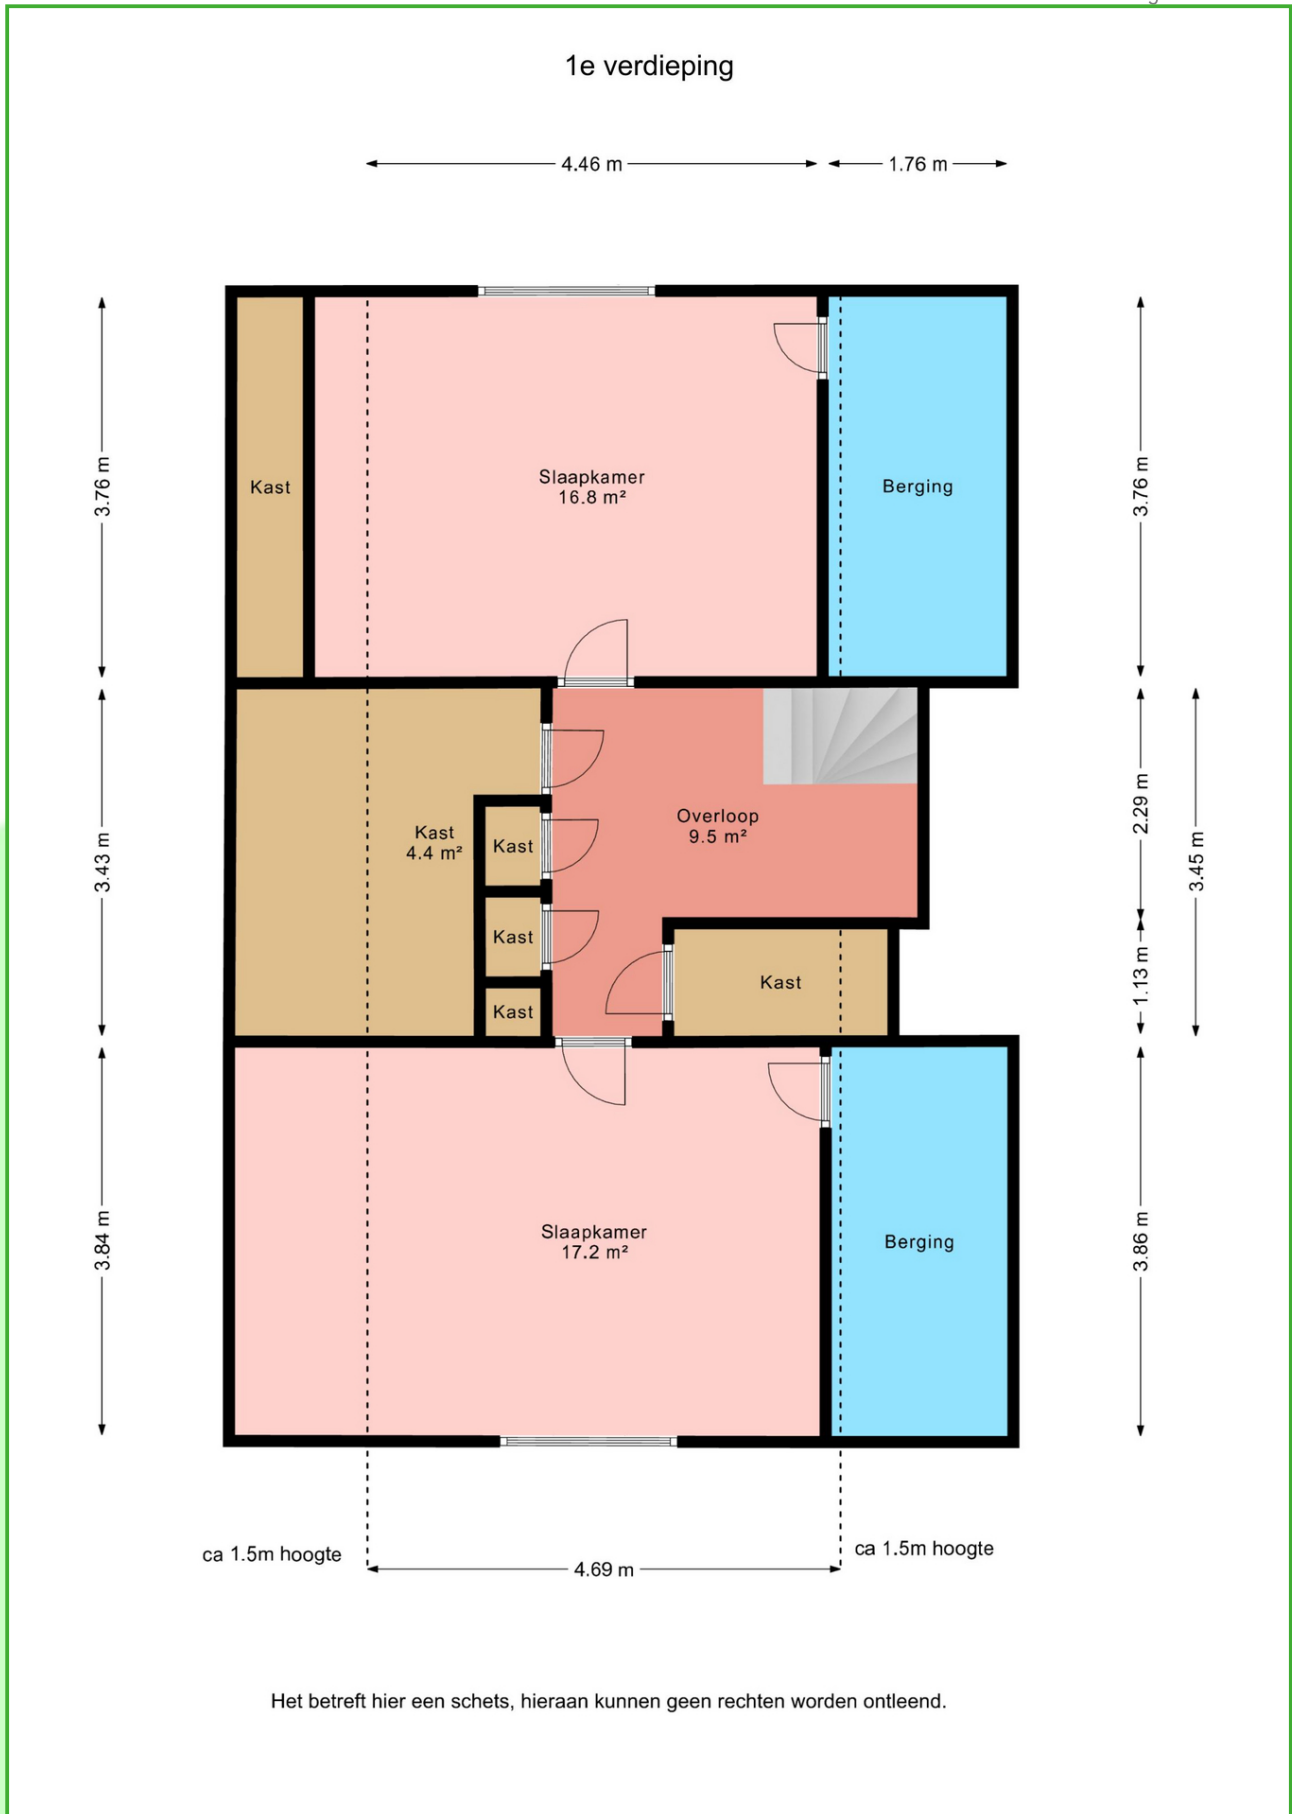 1e verdieping
4.46 m
1.76 m
3.76 m
3.76 m
Kast
Slaapkamer
16.8 m²
Berging
3.43 m
Kast
4.4 m²
Kast
Kast
Kast
Overloop
9.5 m²
Kast
2.29 m
1.13 m
3.45 m
3.84 m
Slaapkamer
17.2 m²
Berging
3.86 m
ca 1.5m hoogte
4.69 m
ca 1.5m hoogte
Het betreft hier een schets, hieraan kunnen geen rechten worden ontleend.